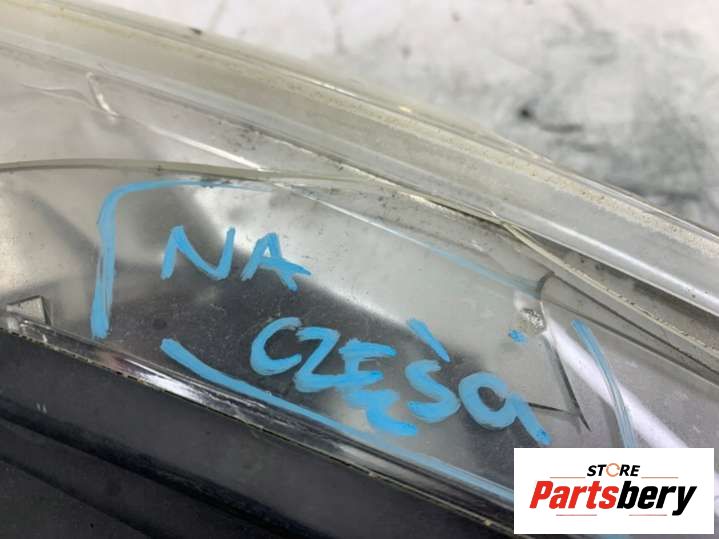 NA
CZĘŚCI
STORE
Partsbery